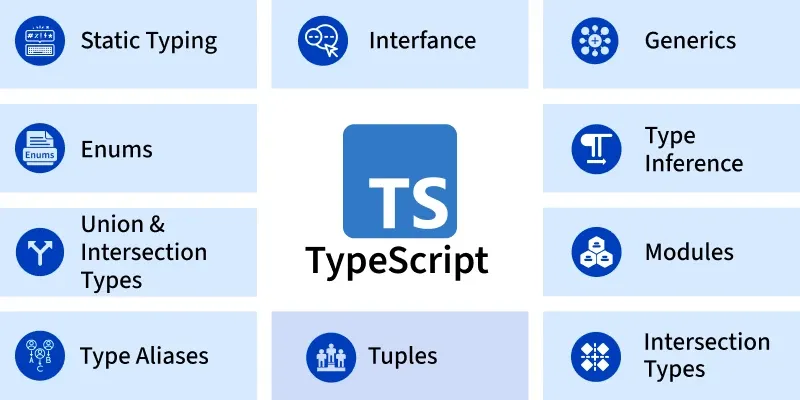 Static Typing
Interfance
Generics
Enums
Enums
Type
Inference
Union &
Intersection
Types
TS
TypeScript
Modules
Type Aliases
A B
C
Tuples
Intersection
Types